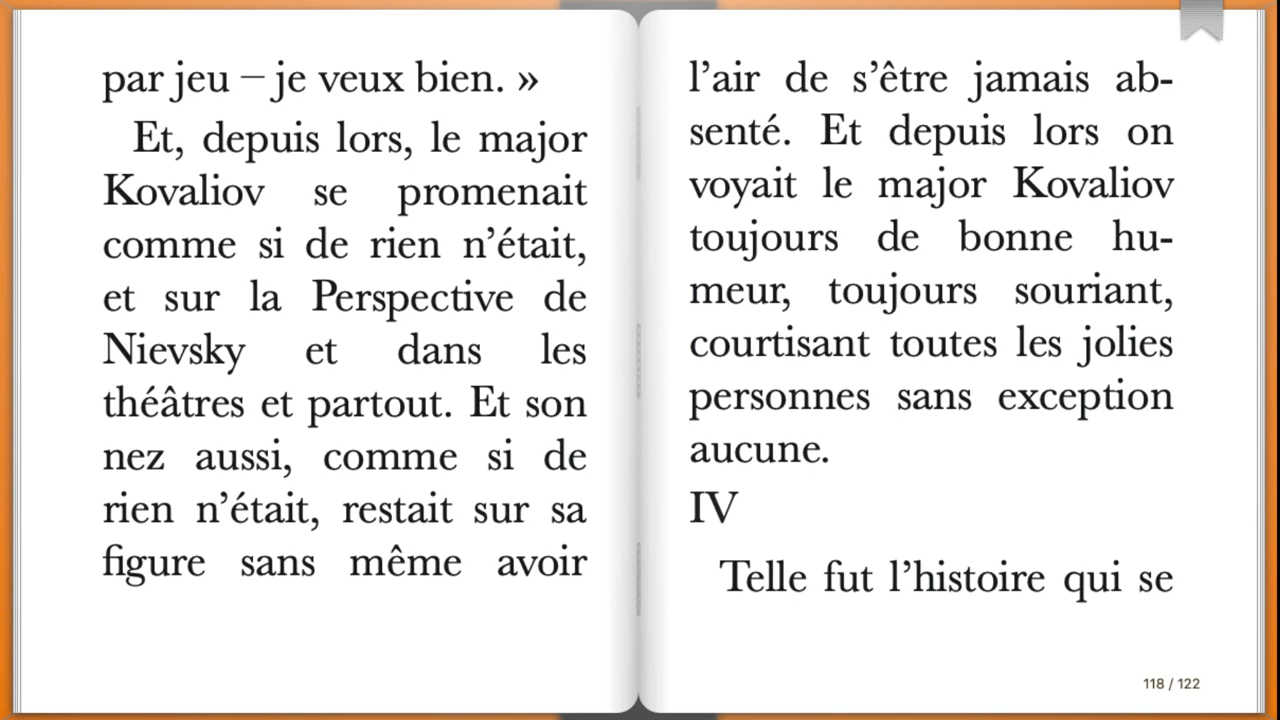 par jeu – je veux bien. »
Et, depuis lors, le major
Kovaliov se promenait
comme si de rien n’était,
et sur la Perspective de
Nievsky et dans les
théâtres et partout. Et son
nez aussi, comme si de
rien n’était, restait sur sa
figure sans même avoir
l’air de s’être jamais ab-
senté. Et depuis lors on
voyait le major Kovaliov
toujours de bonne hu-
meur, toujours souriant,
courtisant toutes les jolies
personnes sans exception
aucune.
IV
Telle fut l’histoire qui se
118 / 122